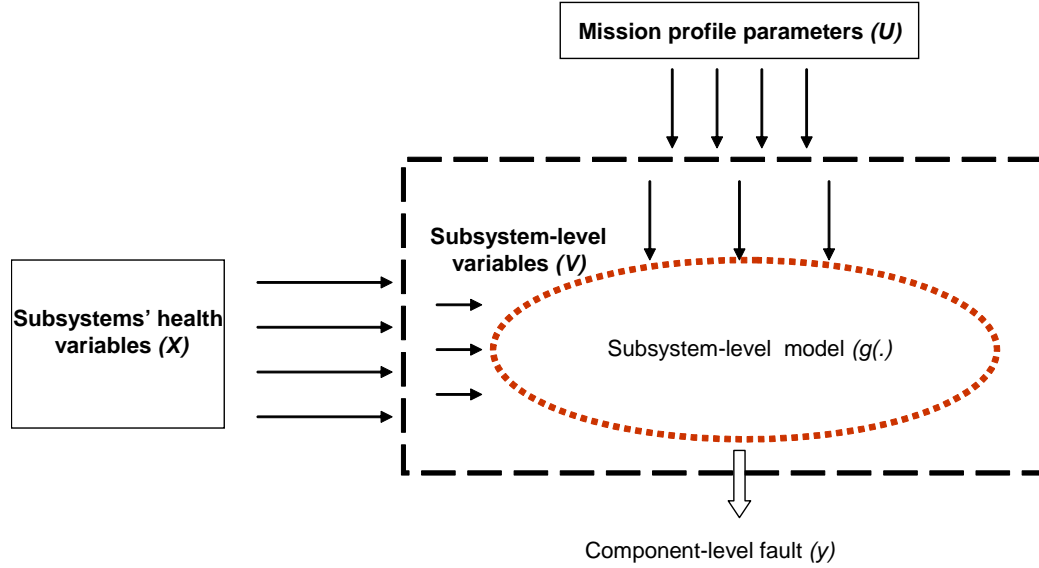 Mission profile parameters (U)
Subsystem-level
variables (V)
Subsystems' health
variables (X)
Subsystem-level model (g(.)
Component-level fault (y)